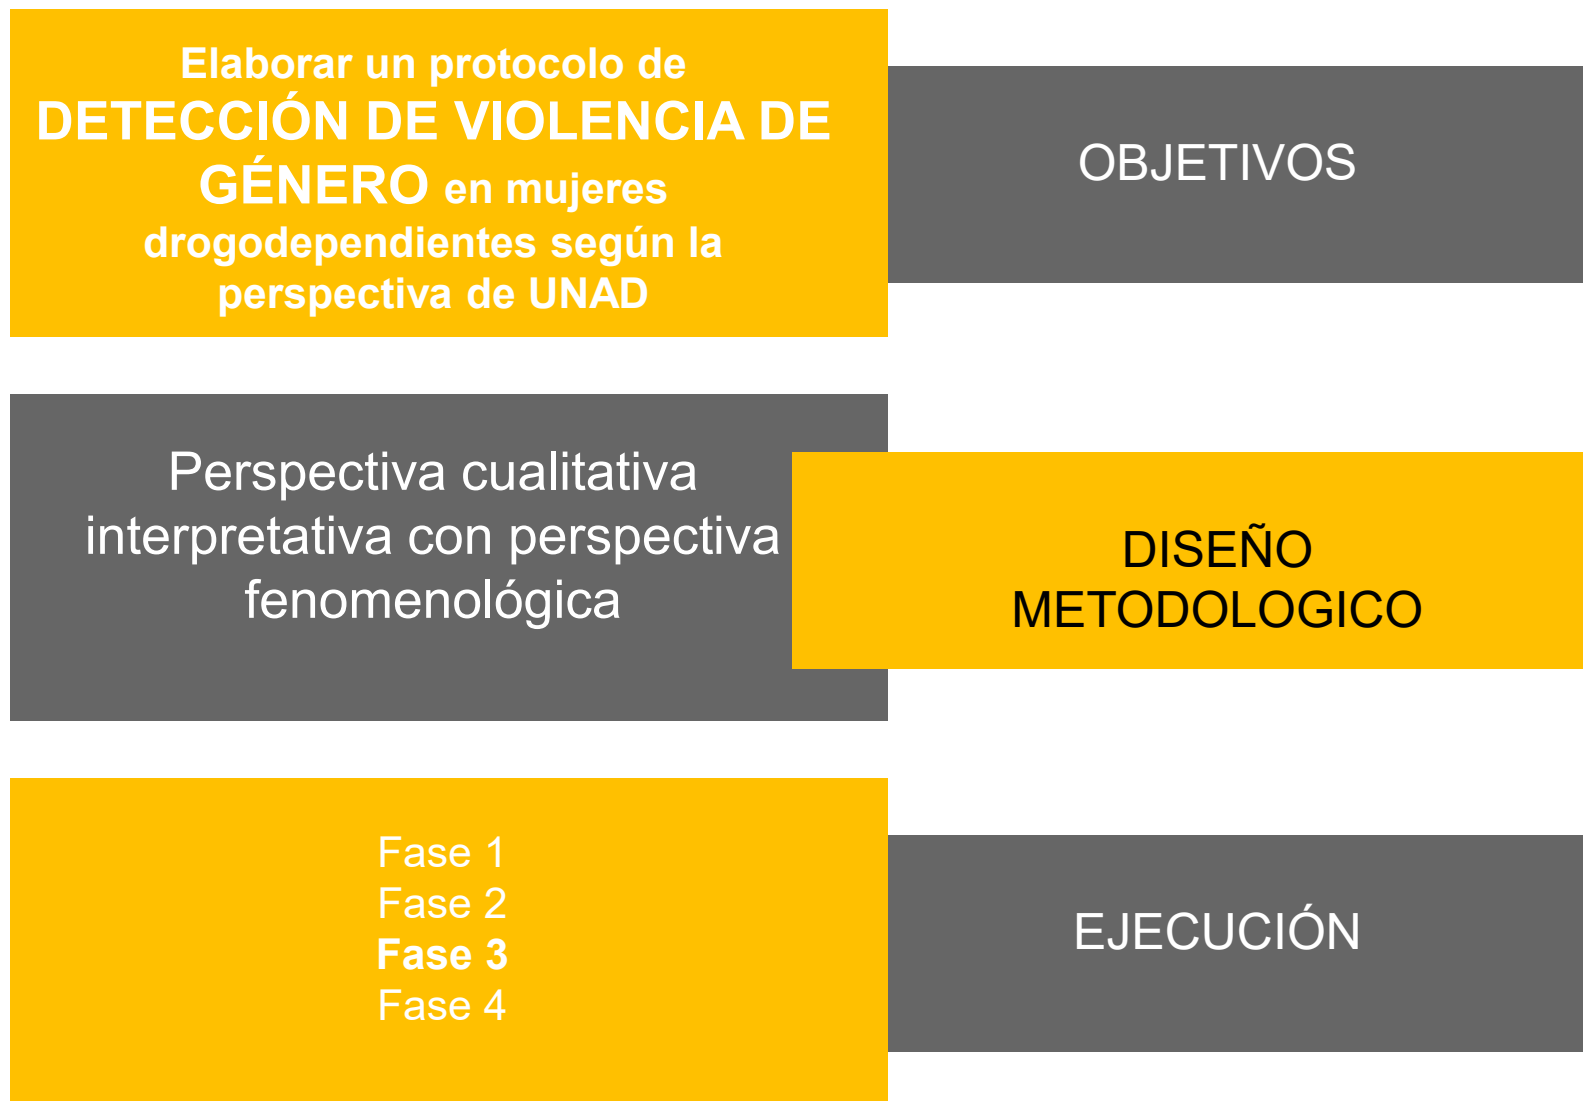 Elaborar un protocolo de
DETECCIÓN DE VIOLENCIA DE
GÉNERO en mujeres
drogodependientes según la
perspectiva de UNAD
OBJETIVOS
Perspectiva cualitativa
interpretativa con perspectiva
fenomenológica
DISEÑO
METODOLOGICO
Fase 1
Fase 2
Fase 3
Fase 4
EJECUCIÓN